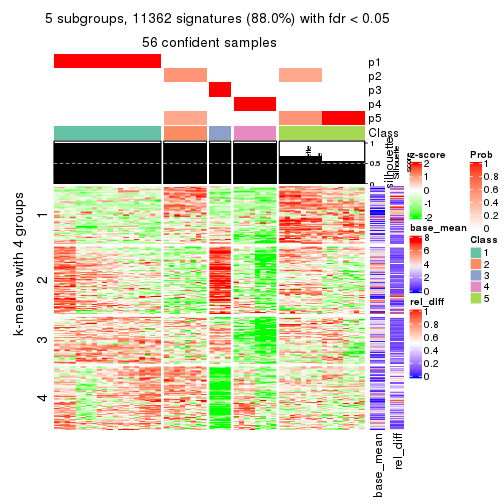 5 subgroups, 11362 signatures (88.0%) with fdr < 0.05
56 confident samples
p1
p2
p3
p4
p5
Class
1
0.5
0
silhouette
Silhouette
score
k-means with 4 groups
1
2
3
4
base_mean
rel_diff
z-score
2
1
0
-1
-2
base_mean
8
6
4
2
0
rel_diff
1
0.8
0.6
0.4
0.2
0
Prob
1
0.8
0.6
0.4
0.2
0
Class
1
2
3
4
5